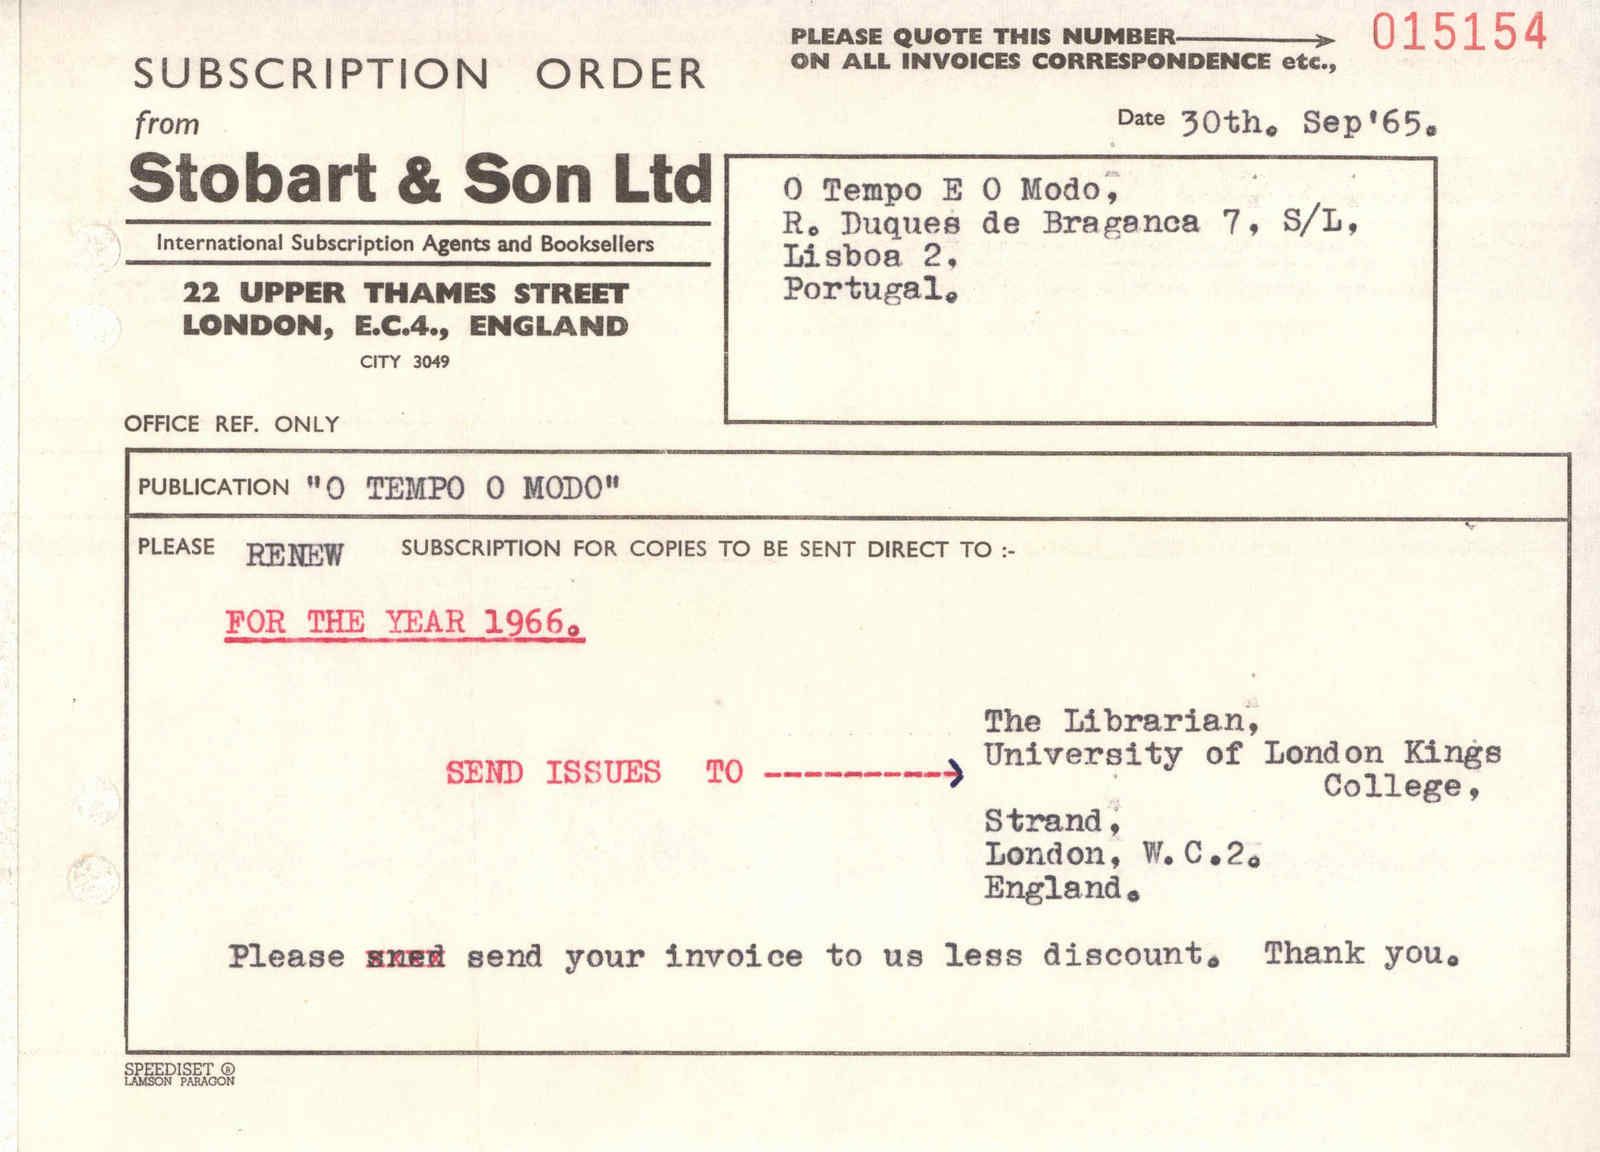 PLEASE QUOTE THIS NUMBER
ON ALL INVOICES CORRESPONDENCE etc.,
015154
SUBSCRIPTION ORDER
from
Stobart & Son Ltd
International Subscription Agents and Booksellers
22 UPPER THAMES STREET
LONDON, E.C.4., ENGLAND
CITY 3049
Date 30th. Sep'65.
O Tempo E O Modo,
R. Duques de Braganca 7, S/L,
Lisboa 2,
Portugal.
OFFICE REF. ONLY
PUBLICATION "O TEMPO O MODO"
PLEASE RENEW SUBSCRIPTION FOR COPIES TO BE SENT DIRECT TO :-
FOR THE YEAR 1966.
SEND ISSUES TO
The Librarian,
University of London Kings
College,
Strand,
London, W.C.2.
England.
Please sned send your invoice to us less discount. Thank you.
SPEEDISET ®
LAMSON PARAGON